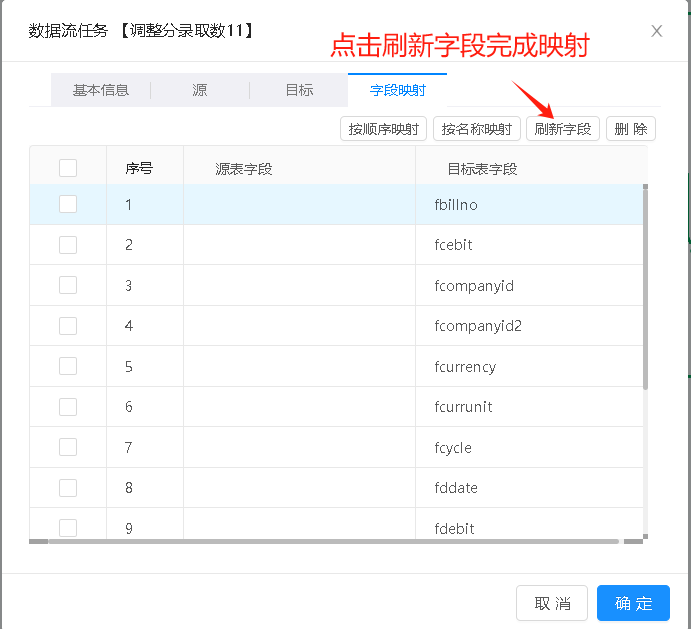 数据流任务 【调整分录取数11】
点击刷新字段完成映射
基本信息 源 目标 字段映射
按顺序映射 按名称映射 刷新字段 删 除
序号 源表字段 目标表字段
1 fbillno
2 fcebit
3 fcompanyid
4 fcompanyid2
5 fcurrency
6 fcurrunit
7 fcycle
8 fddate
9 fdebit
取 消 确 定